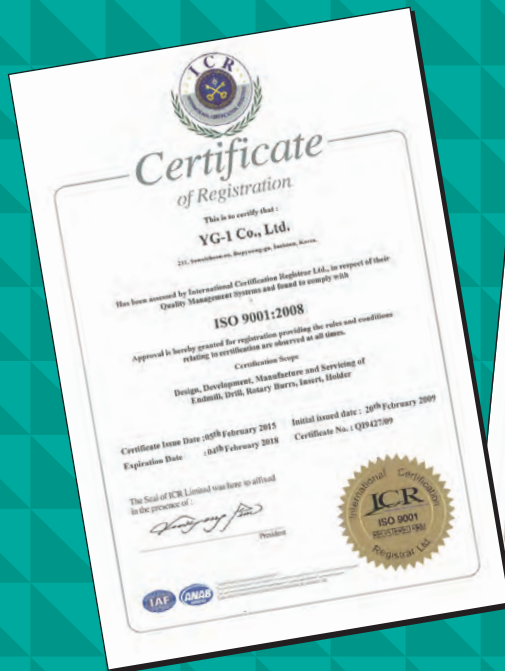 ICR
Certificate
of Registration
This is to certify that :
YG-1 Co., Ltd.
Korea.
Has been assessed by International Certification Registrar Ltd., in respect of their
Quality Management Systems and found to comply with
ISO 9001:2008
Approval is hereby granted for registration providing the rules and conditions
relating to certification are observed at all times.
Certification Scope
Design, Development, Manufacture and Servicing of
Endmill, Drill, Rotary Burrs, Insert, Holder
Certificate Issue Date :05th February 2015
Initial issued date : 20th February 2009
Expiration Date : 04th February 2018
Certificate No. : QI9427/09
The Seal of ICR Limited was here to affixed
in the presence of :
President
International Certification
ICR
ISO 9001
REGISTERED FIRM
Registrar Ltd.
IAF
ANAB